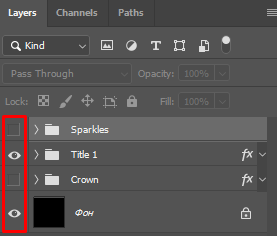 Layers Channels Paths
Kind
Pass Through Opacity: 100%
Lock: Fill: 100%
Sparkles
Title 1 fx
Crown fx
Фон